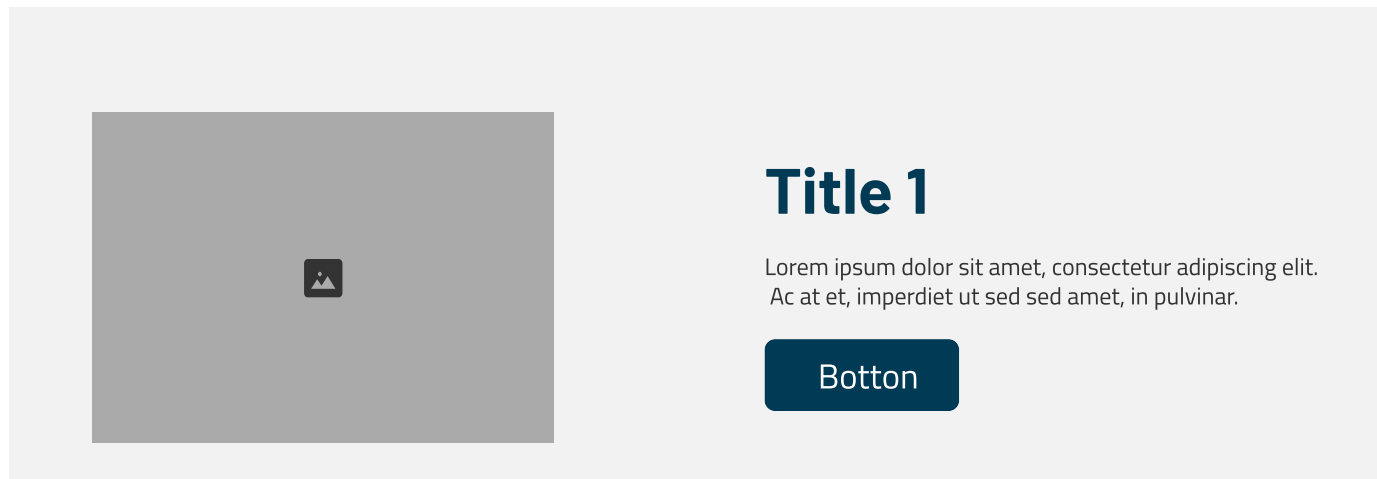 Title 1
Lorem ipsum dolor sit amet, consectetur adipiscing elit.
Ac at et, imperdiet ut sed sed amet, in pulvinar.
Botton